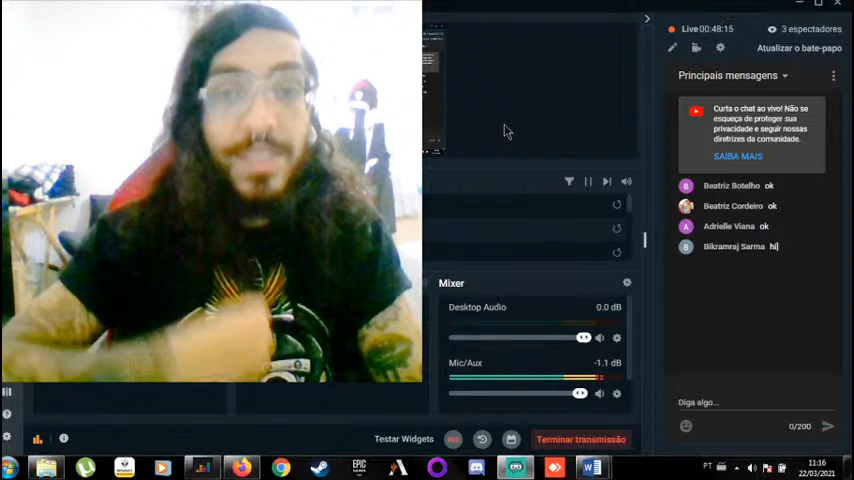 Live 00:48:15
3 espectadores
Atualizar o bate-papo
Principais mensagens
Curta o chat ao vivo! Não se
esqueça de proteger sua
privacidade e seguir nossas
diretrizes da comunidade.
SAIBA MAIS
B Beatriz Botelho ok
Beatriz Cordeiro ok
A Adrielle Viana ok
B Bikramraj Sarma hi
Mixer
Desktop Audio 0.0 dB
Mic/Aux -1.1 dB
Diga algo...
0/200
Testar Widgets
REC
Terminar transmissão
EPIC
GAMES
W
PT
11:16
22/03/2021